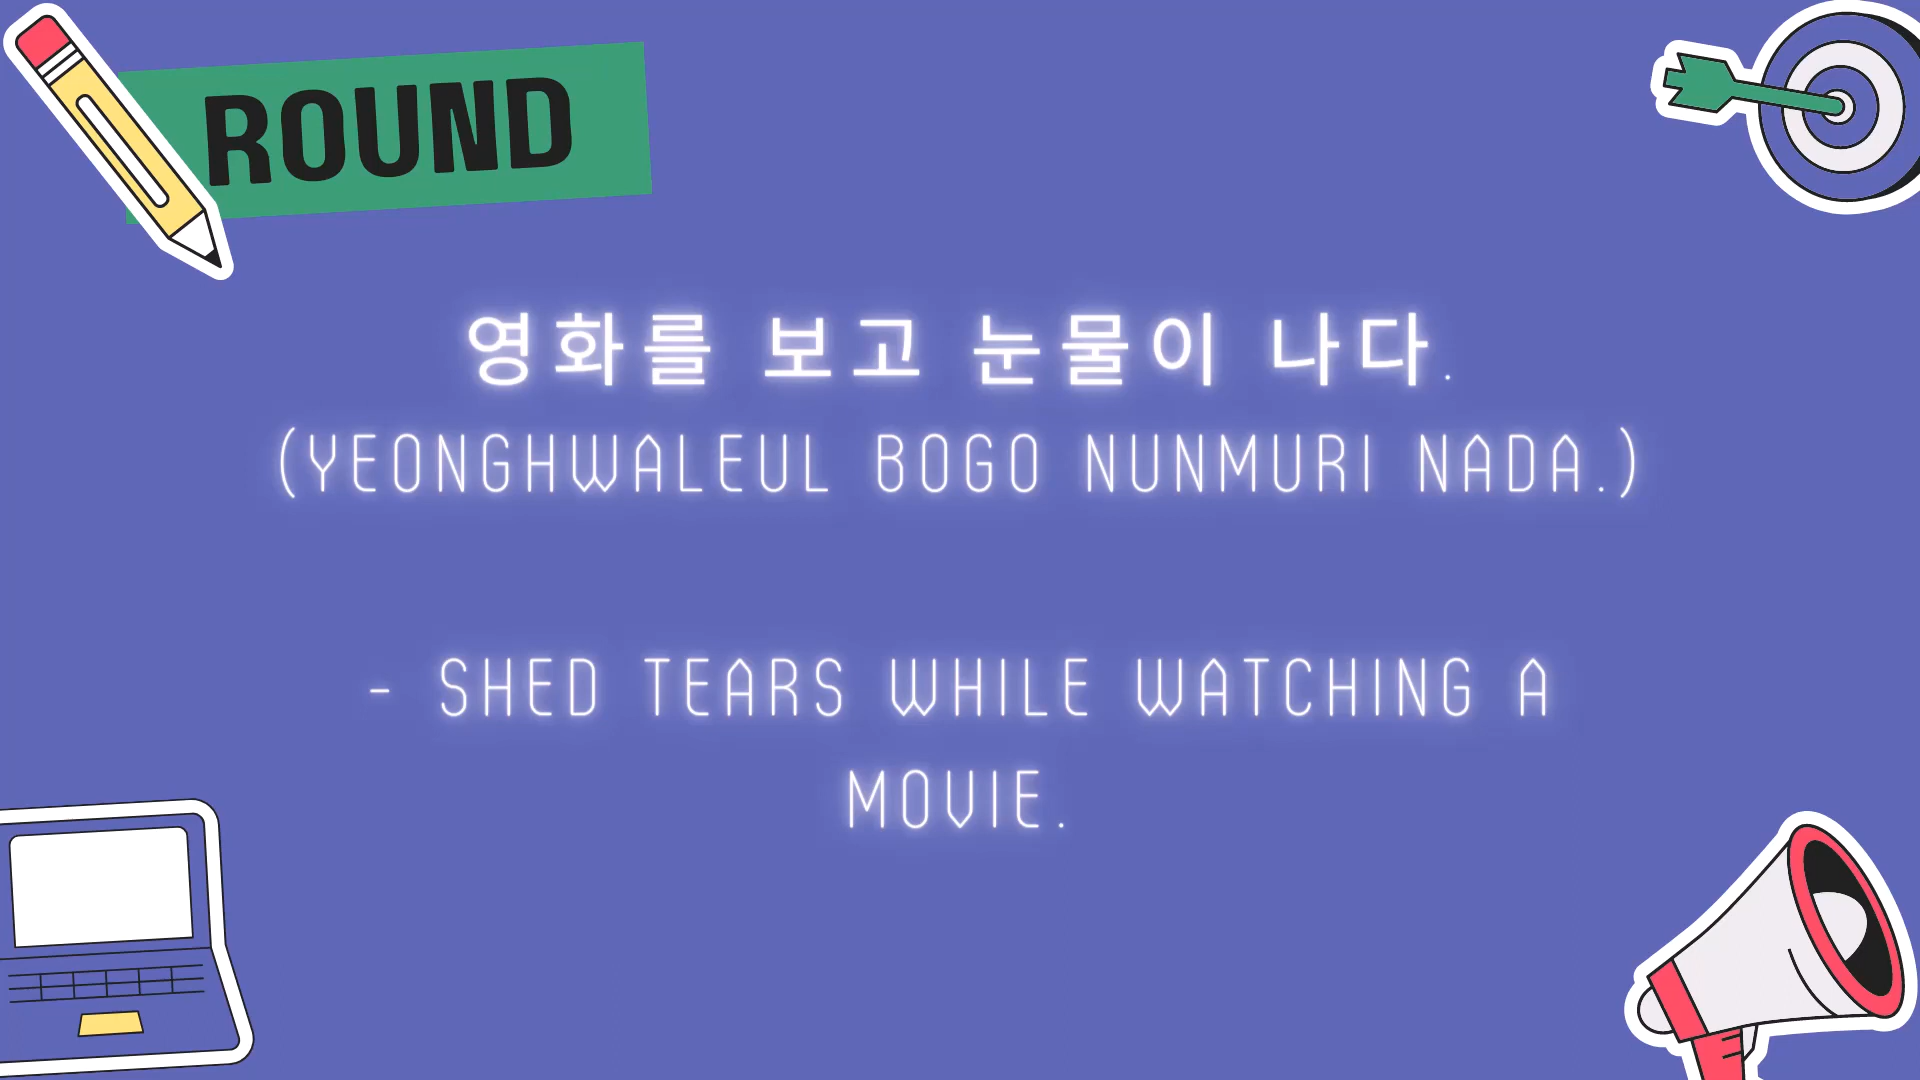 ROUND
영화를 보고 눈물이 나다.
(YEONGHWALEUL BOGO NUNMURI NADA.)
- SHED TEARS WHILE WATCHING A
MOVIE.